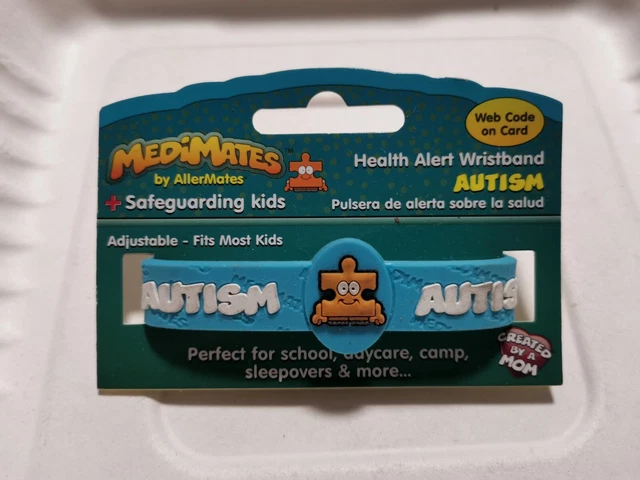 Web Code
on Card
MEDiMATES™
by AllerMates
+ Safeguarding kids
Health Alert Wristband
AUTISM
Pulsera de alerta sobre la salud
Adjustable - Fits Most Kids
AUTISM AUTIS
Perfect for school, daycare, camp,
sleepovers & more...
CREATED
BY A
MOM